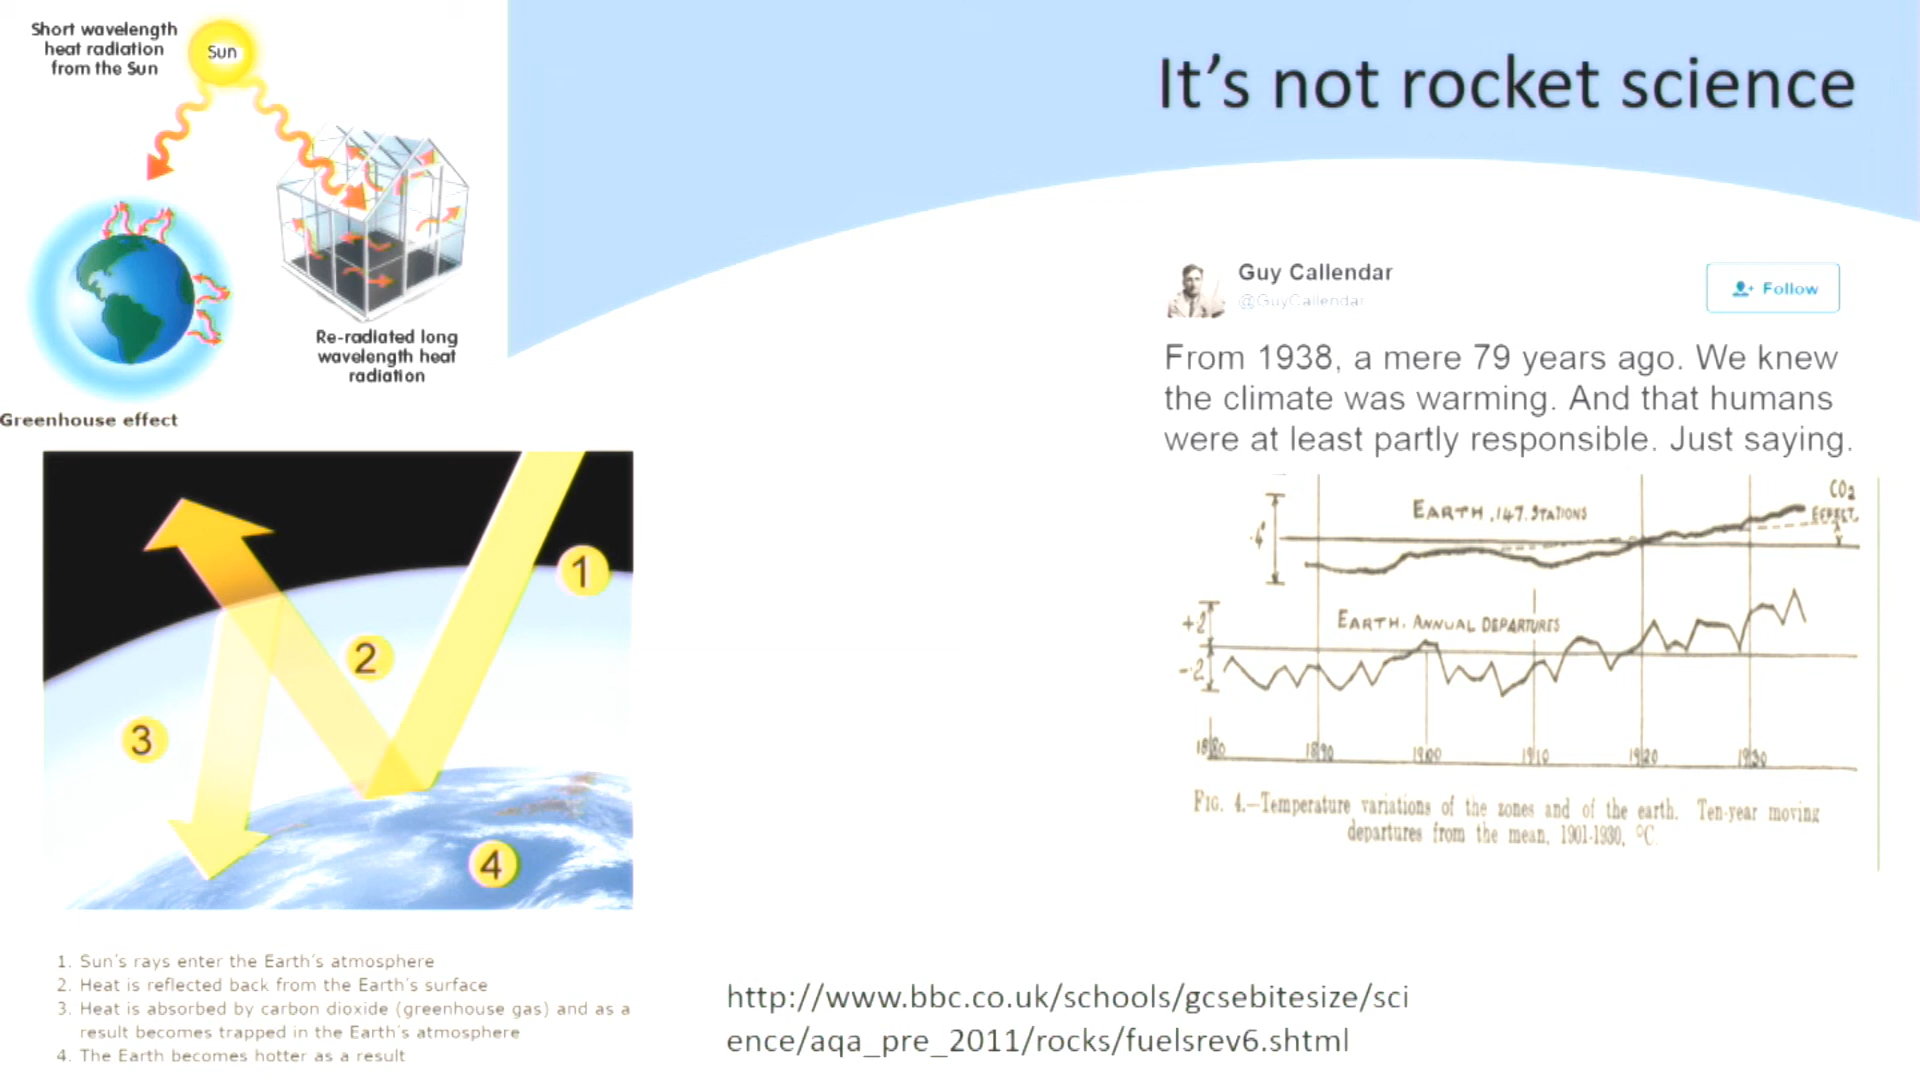 Short wavelength
heat radiation
from the Sun
Sun
Re-radiated long
wavelength heat
radiation
Greenhouse effect
1
2
3
4
1. Sun's rays enter the Earth's atmosphere
2. Heat is reflected back from the Earth's surface
3. Heat is absorbed by carbon dioxide (greenhouse gas) and as a
result becomes trapped in the Earth's atmosphere
4. The Earth becomes hotter as a result
It's not rocket science
Guy Callendar
@GuyCallendar
Follow
From 1938, a mere 79 years ago. We knew
the climate was warming. And that humans
were at least partly responsible. Just saying.
CO2
EFFECT
EARTH, 147. STATIONS
EARTH. ANNUAL DEPARTURES
+.2
-.2
1880 1890 1900 1910 1920 1930
FIG. 4.—Temperature variations of the zones and of the earth. Ten-year moving
departures from the mean, 1901-1930, °C.
http://www.bbc.co.uk/schools/gcsebitesize/sci
ence/aqa_pre_2011/rocks/fuelsrev6.shtml